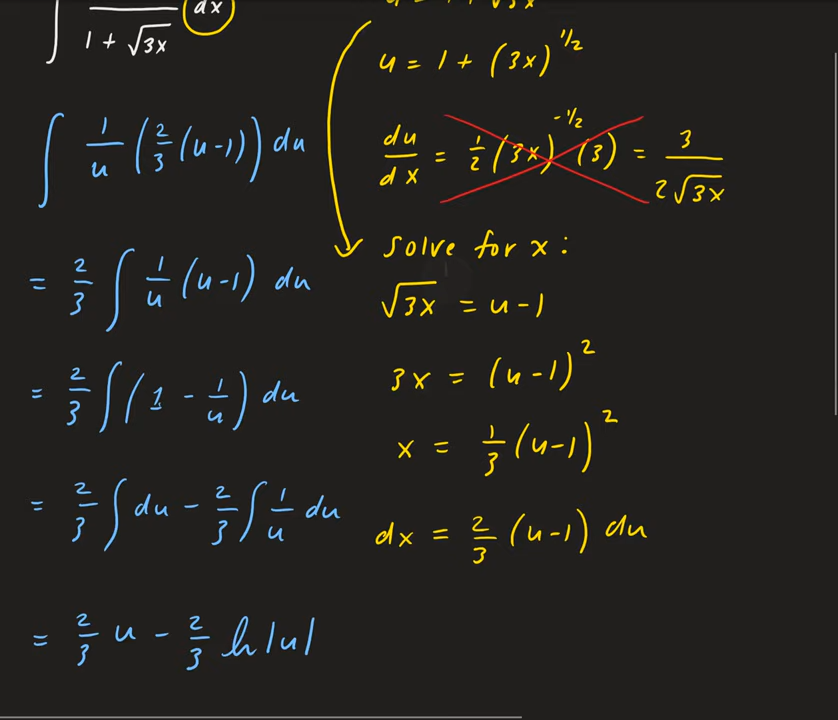 ∫ 1 + √3x dx
u = 1 + √3x
u = 1 + (3x)^1/2
∫ 1/u (2/3 (u-1)) du
du/dx = 1/2 (3x)^-1/2 (3) = 3/2√3x
solve for x :
= 2/3 ∫ 1/u (u-1) du
√3x = u-1
3x = (u-1)^2
= 2/3 ∫ (1 - 1/u) du
x = 1/3 (u-1)^2
= 2/3 ∫ du - 2/3 ∫ 1/u du
dx = 2/3 (u-1) du
= 2/3 u - 2/3 ln |u|